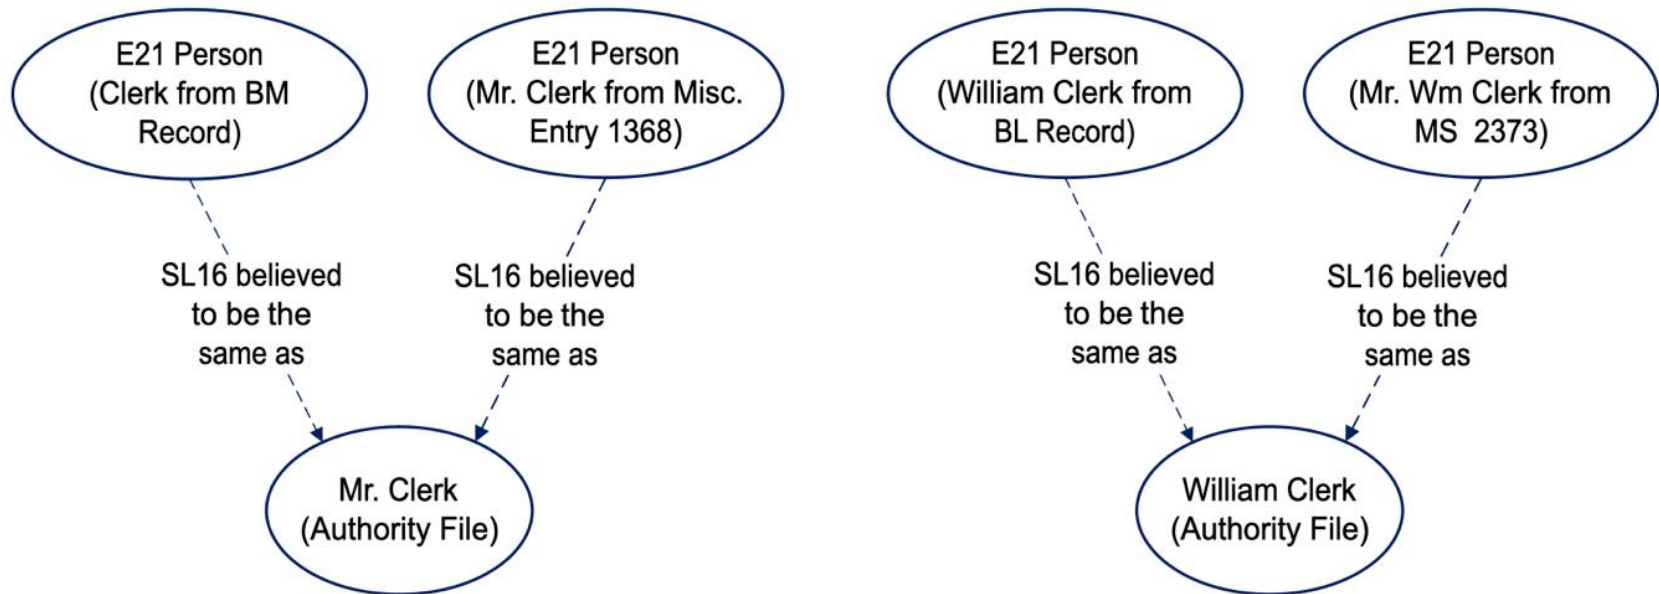 E21 Person
(Clerk from BM
Record)
E21 Person
(Mr. Clerk from Misc.
Entry 1368)
E21 Person
(William Clerk from
BL Record)
E21 Person
(Mr. Wm Clerk from
MS 2373)
SL16 believed
to be the
same as
SL16 believed
to be the
same as
SL16 believed
to be the
same as
SL16 believed
to be the
same as
Mr. Clerk
(Authority File)
William Clerk
(Authority File)